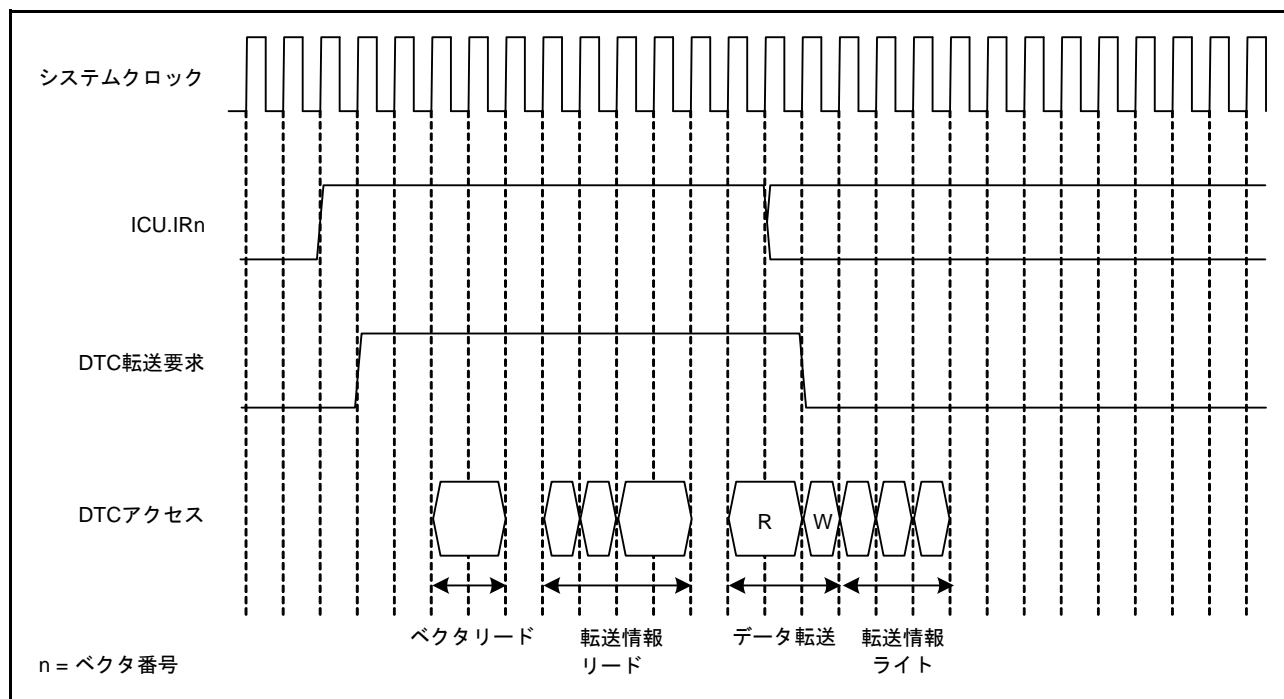 システムクロック
ICU.IRn
DTC転送要求
DTCアクセス
R
W
ベクタリード
転送情報
リード
データ転送
転送情報
ライト
n = ベクタ番号